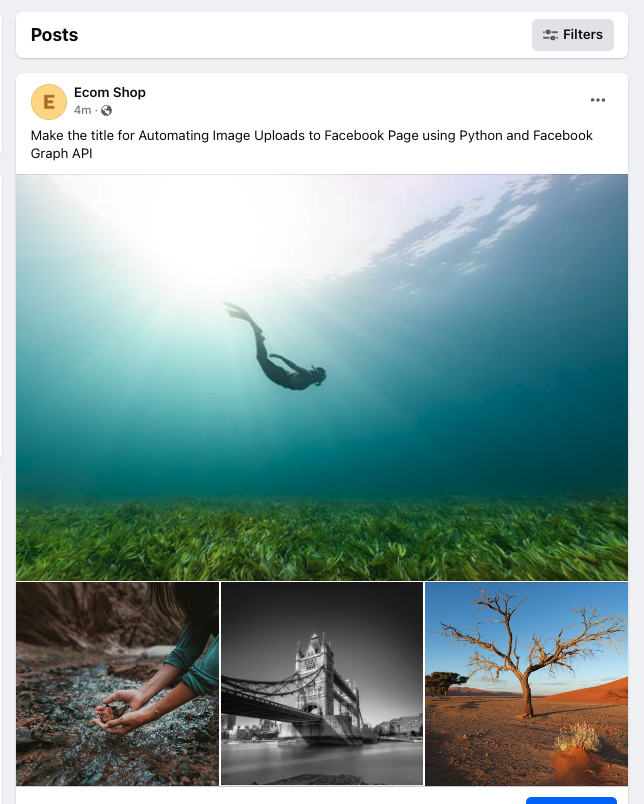 Posts
Filters
E
Ecom Shop
4m ·
Make the title for Automating Image Uploads to Facebook Page using Python and Facebook
Graph API